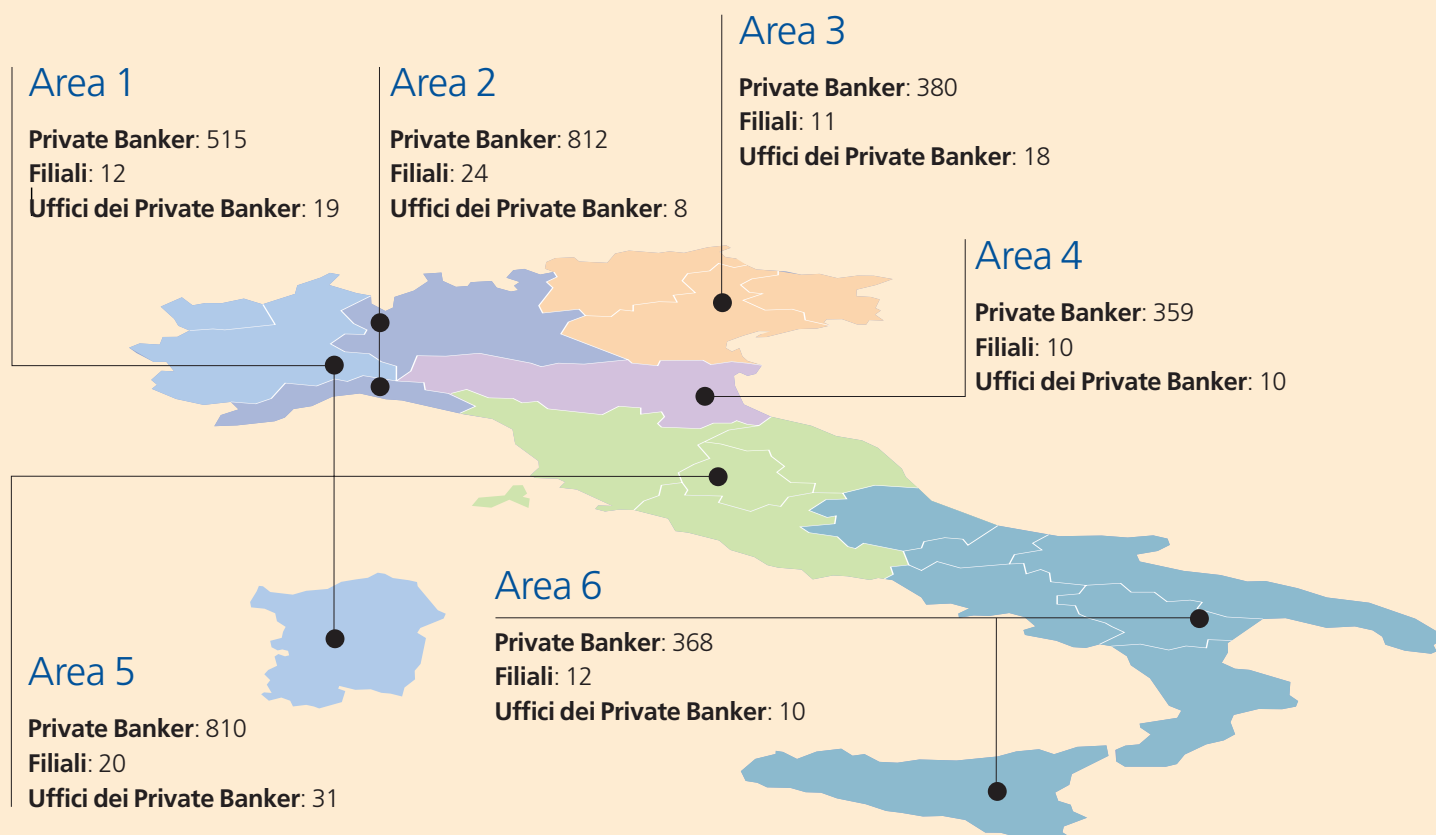 Area 1
Private Banker: 515
Filiali: 12
Uffici dei Private Banker: 19
Area 2
Private Banker: 812
Filiali: 24
Uffici dei Private Banker: 8
Area 3
Private Banker: 380
Filiali: 11
Uffici dei Private Banker: 18
Area 4
Private Banker: 359
Filiali: 10
Uffici dei Private Banker: 10
Area 5
Private Banker: 810
Filiali: 20
Uffici dei Private Banker: 31
Area 6
Private Banker: 368
Filiali: 12
Uffici dei Private Banker: 10